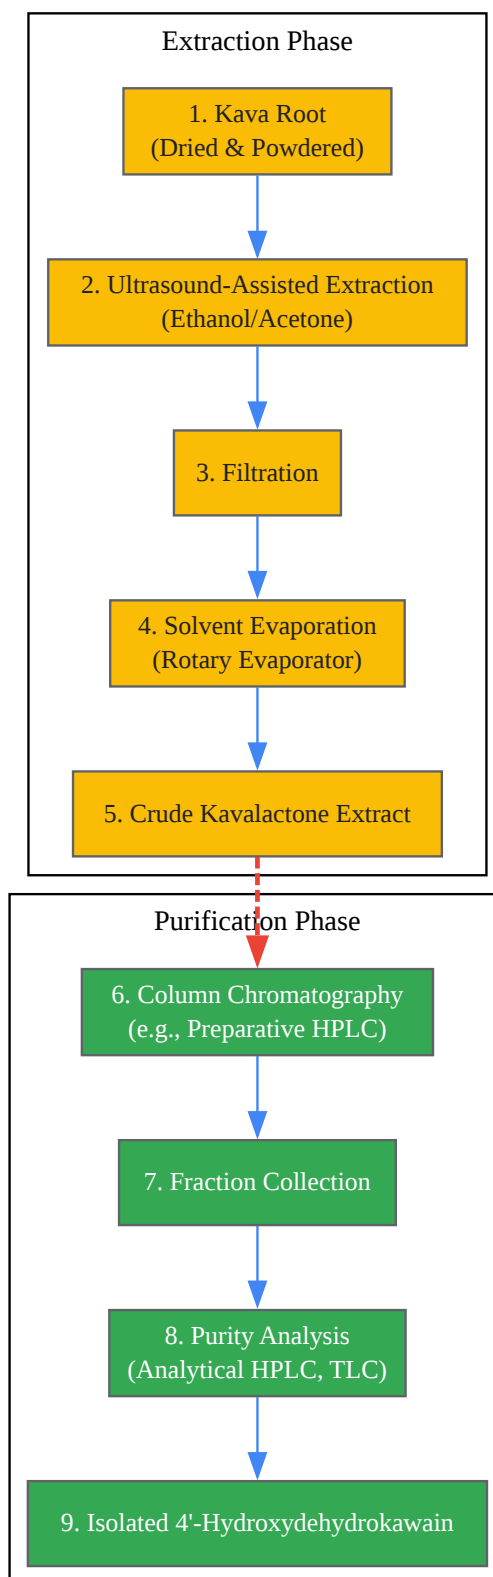 Extraction Phase
1. Kava Root
(Dried & Powdered)
2. Ultrasound-Assisted Extraction
(Ethanol/Acetone)
3. Filtration
4. Solvent Evaporation
(Rotary Evaporator)
5. Crude Kavalactone Extract
Purification Phase
6. Column Chromatography
(e.g., Preparative HPLC)
7. Fraction Collection
8. Purity Analysis
(Analytical HPLC, TLC)
9. Isolated 4'-Hydroxydehydrokawain